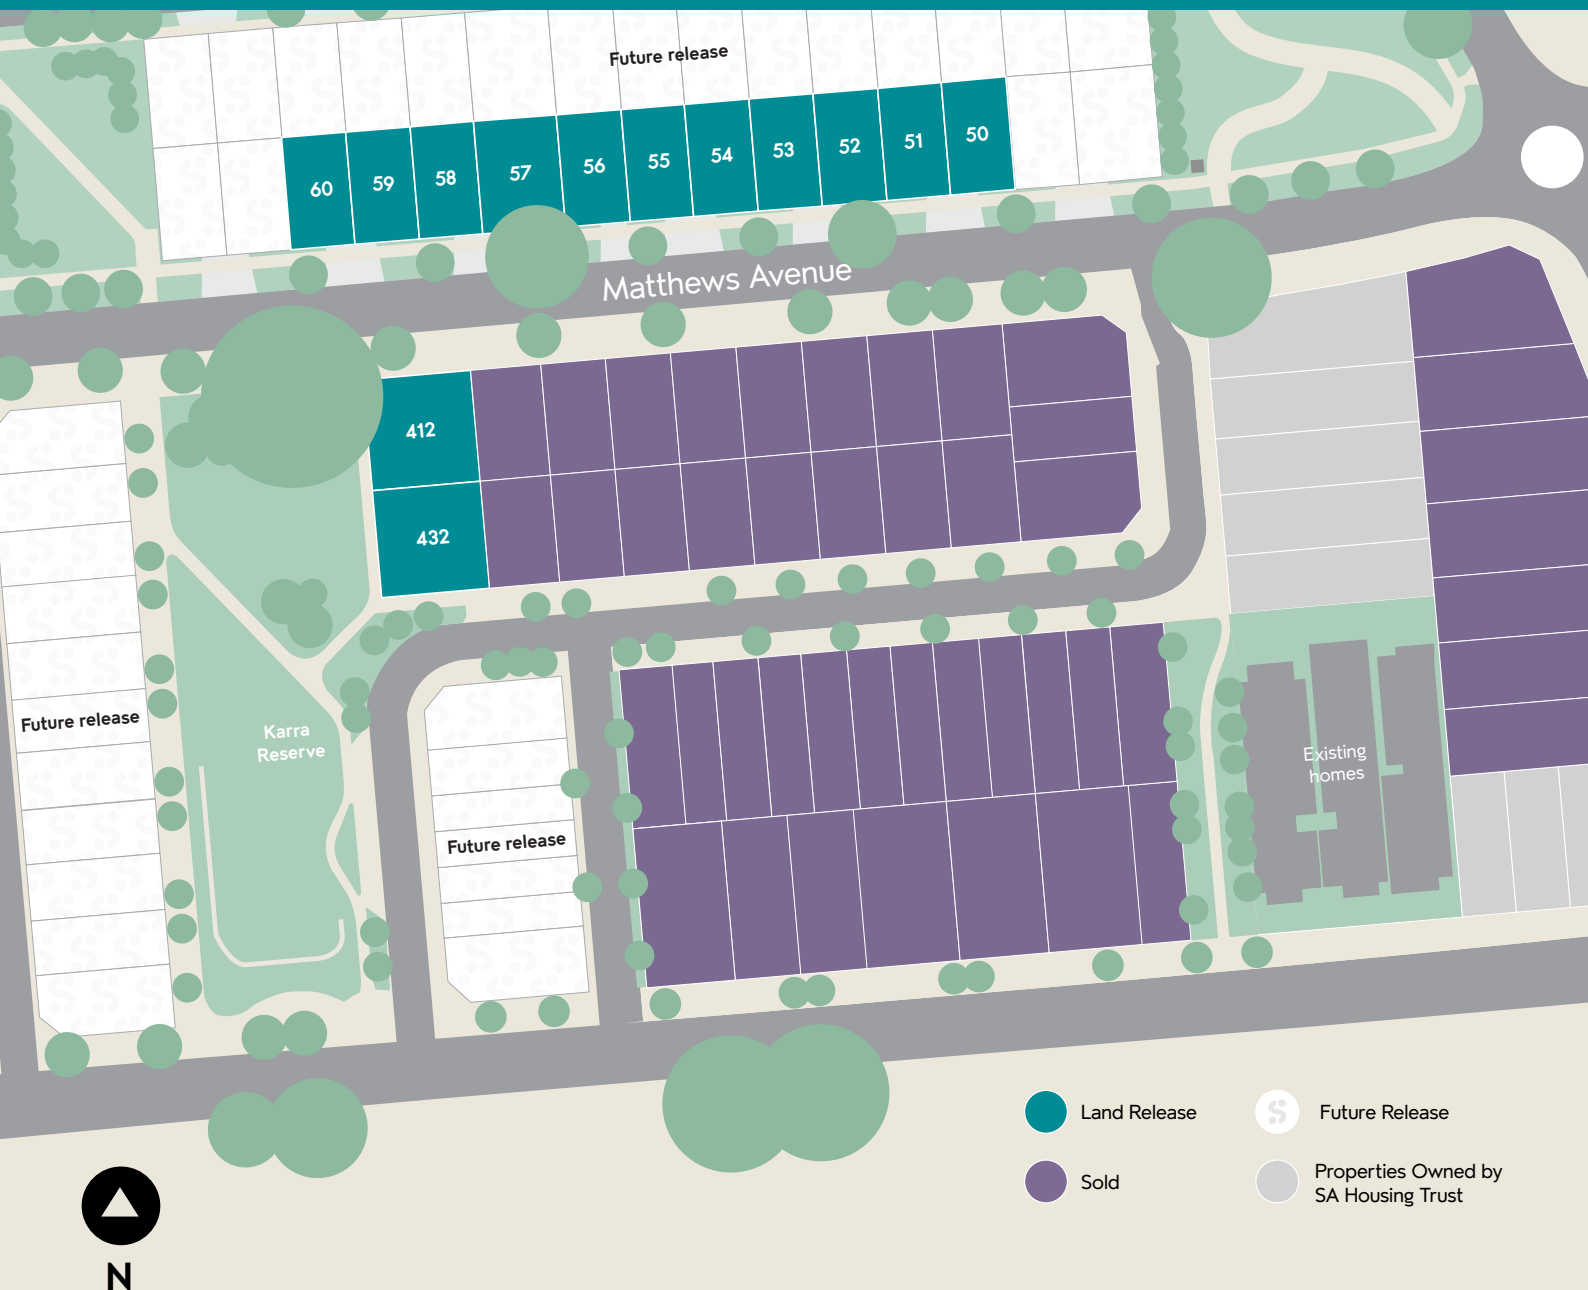 Future release
60 59 58 57 56 55 54 53 52 51 50
Matthews Avenue
412
432
Future release
Karra
Reserve
Existing
homes
Future release
Land Release
Future Release
Sold
Properties Owned by
SA Housing Trust
N